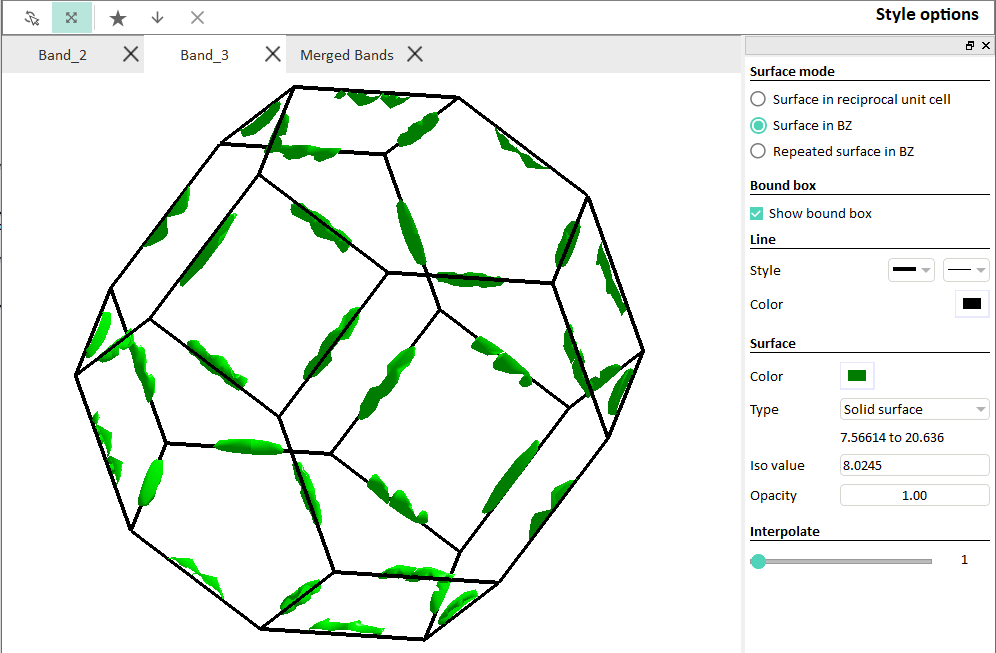 Style options
Band_2
Band_3
Merged Bands
Surface mode
Surface in reciprocal unit cell
Surface in BZ
Repeated surface in BZ
Bound box
Show bound box
Line
Style
Color
Surface
Color
Type
Solid surface
7.56614 to 20.636
Iso value
8.0245
Opacity
1.00
Interpolate
1